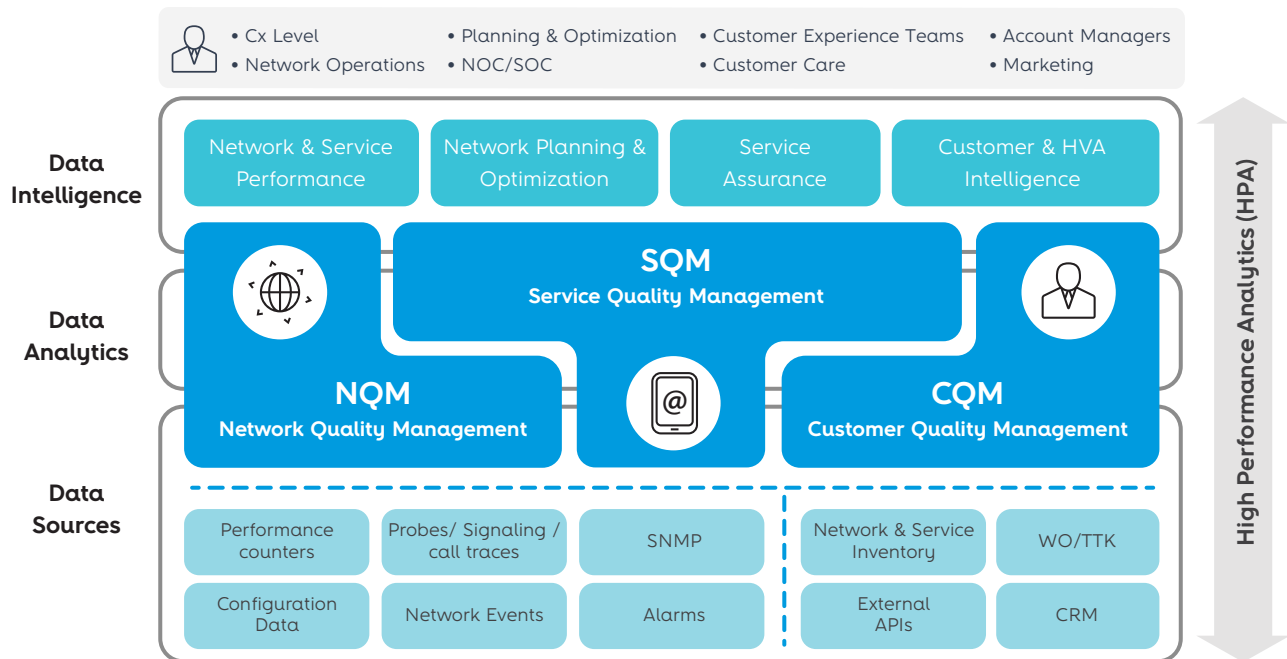 • Cx Level
• Planning & Optimization
• Customer Experience Teams
• Account Managers
• Network Operations
• NOC/SOC
• Customer Care
• Marketing
Data
Intelligence
Network & Service
Performance
Network Planning &
Optimization
Service
Assurance
Customer & HVA
Intelligence
Data
Analytics
SQM
Service Quality Management
NQM
Network Quality Management
@
CQM
Customer Quality Management
Data
Sources
Performance
counters
Probes/ Signaling /
call traces
SNMP
Network & Service
Inventory
WO/TTK
Configuration
Data
Network Events
Alarms
External
APIs
CRM
High Performance Analytics (HPA)